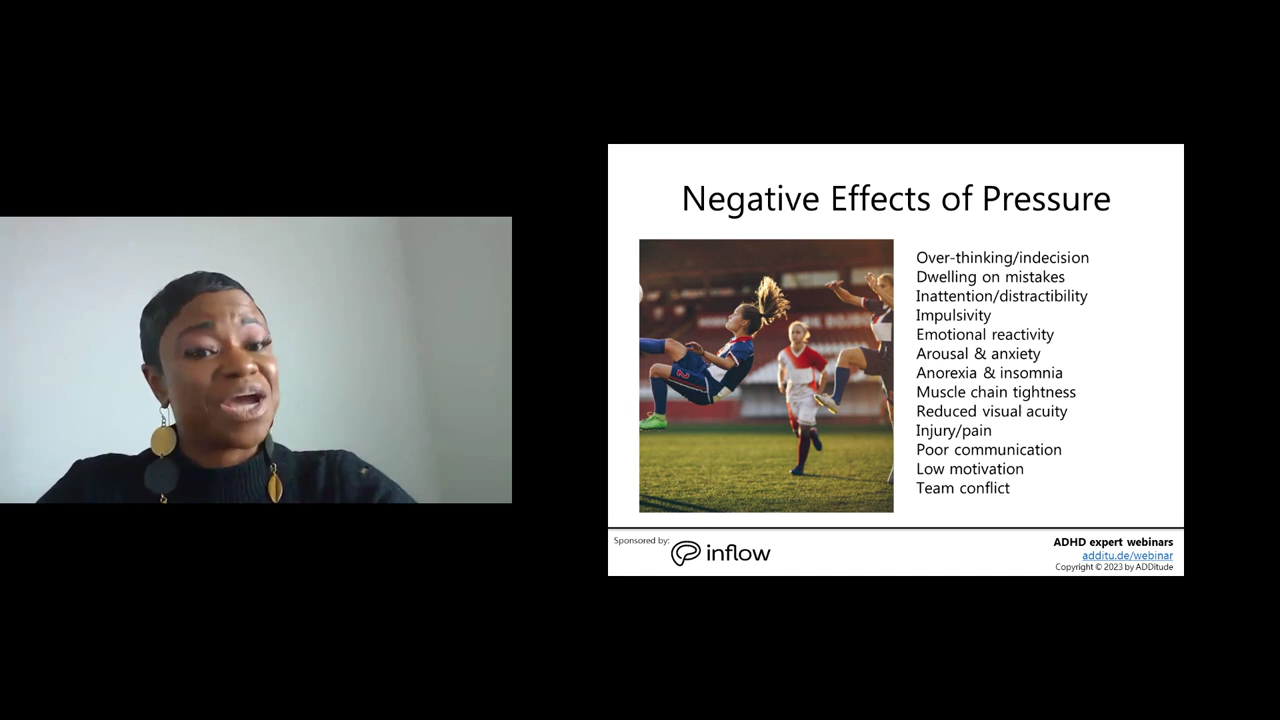 Negative Effects of Pressure
Over-thinking/indecision
Dwelling on mistakes
Inattention/distractibility
Impulsivity
Emotional reactivity
Arousal & anxiety
Anorexia & insomnia
Muscle chain tightness
Reduced visual acuity
Injury/pain
Poor communication
Low motivation
Team conflict
Sponsored by:
inflow
ADHD expert webinars
additu.de/webinar
Copyright © 2023 by ADDitude